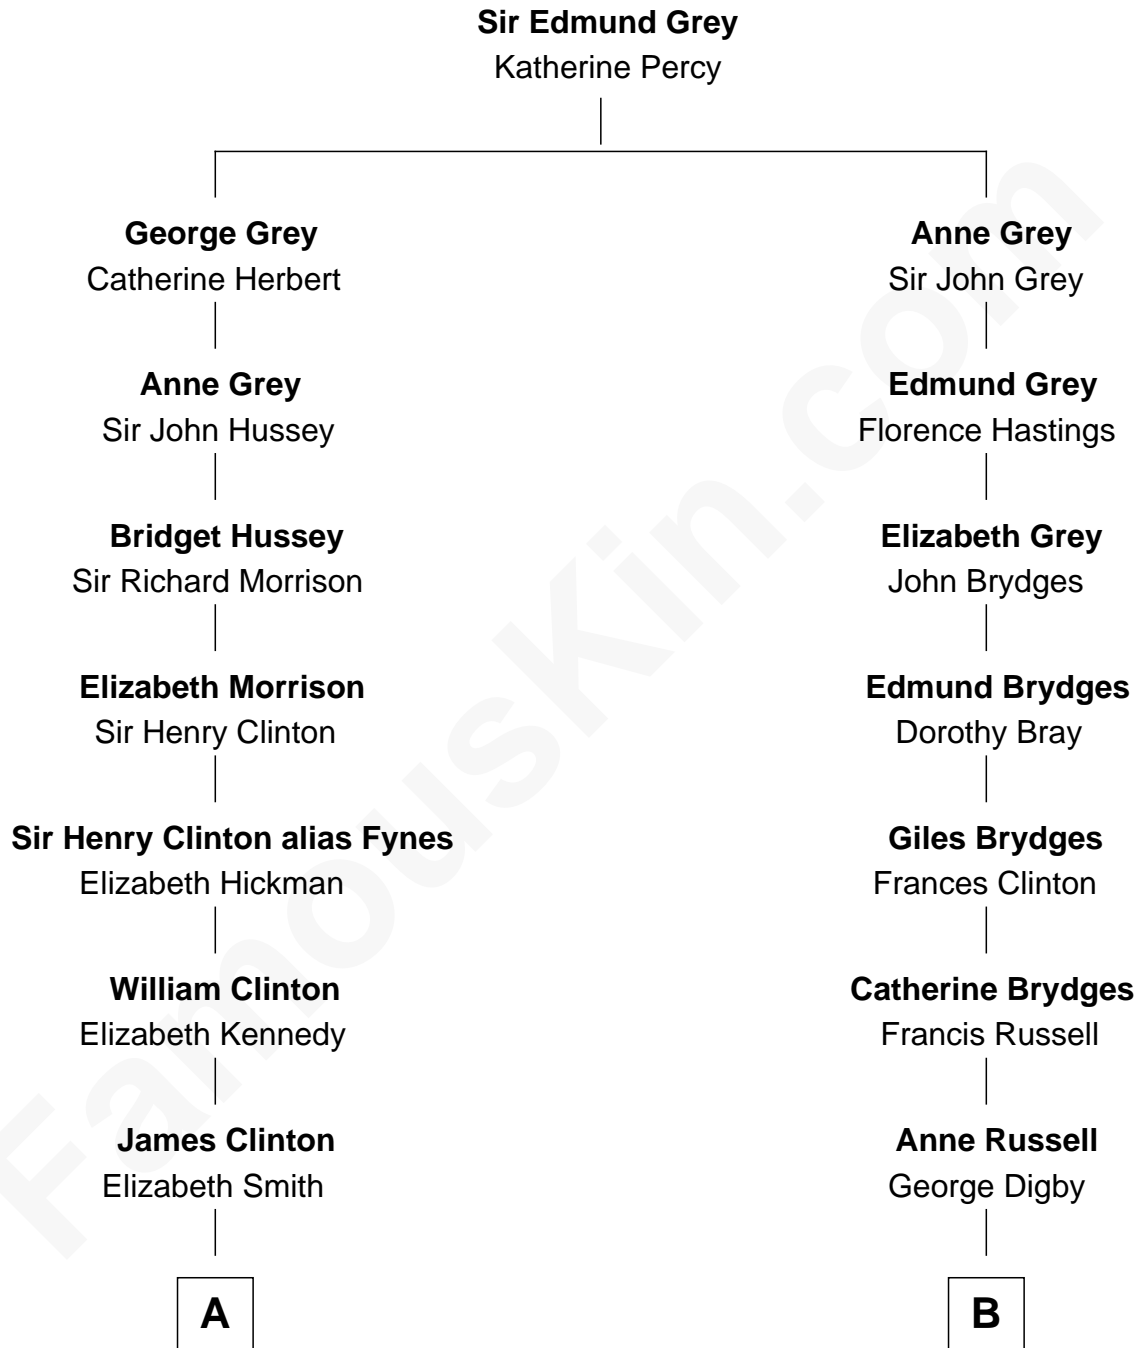 Sir Edmund Grey
Katherine Percy
George Grey
Catherine Herbert
Anne Grey
Sir John Hussey
Bridget Hussey
Sir Richard Morrison
Elizabeth Morrison
Sir Henry Clinton
Sir Henry Clinton alias Fynes
Elizabeth Hickman
William Clinton
Elizabeth Kennedy
James Clinton
Elizabeth Smith
A
Anne Grey
Sir John Grey
Edmund Grey
Florence Hastings
Elizabeth Grey
John Brydges
Edmund Brydges
Dorothy Bray
Giles Brydges
Frances Clinton
Catherine Brydges
Francis Russell
Anne Russell
George Digby
B
FamousKin.com